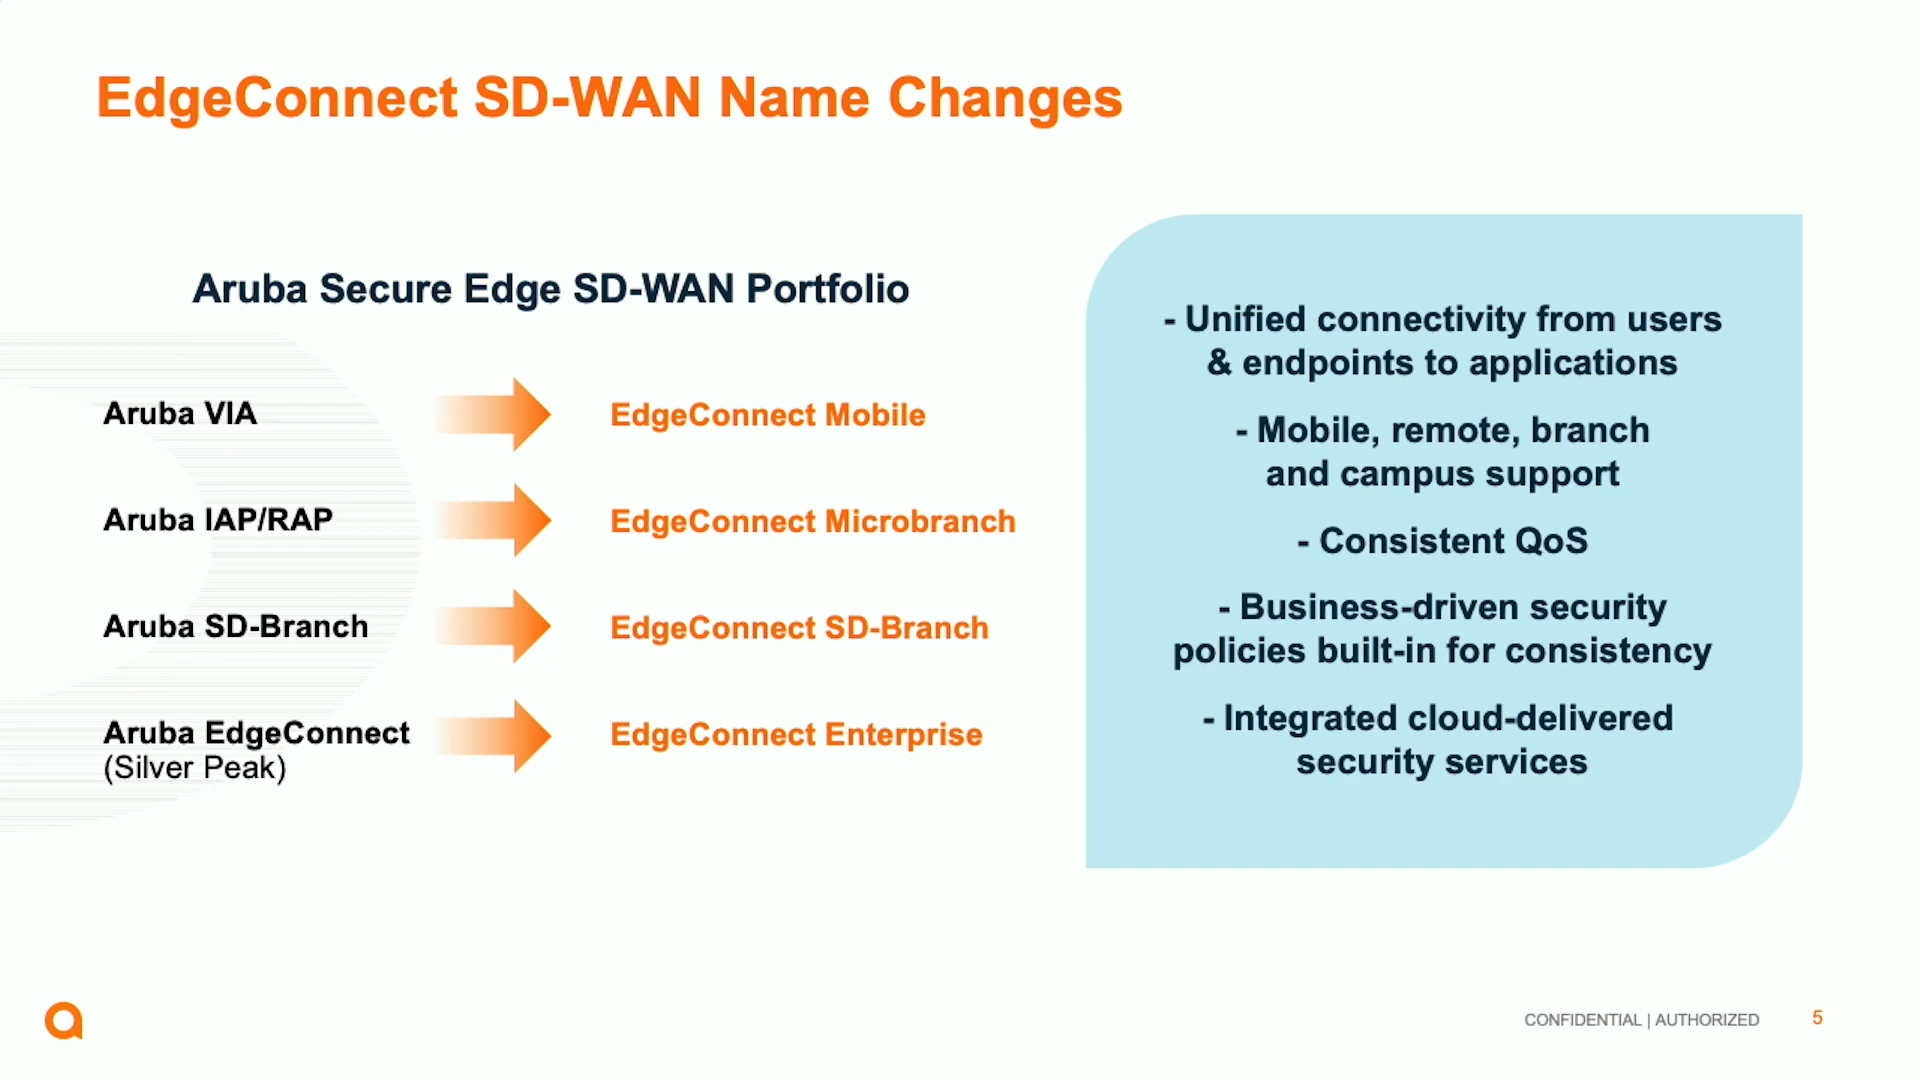 EdgeConnect SD-WAN Name Changes
Aruba Secure Edge SD-WAN Portfolio
Aruba VIA
EdgeConnect Mobile
Aruba IAP/RAP
EdgeConnect Microbranch
Aruba SD-Branch
EdgeConnect SD-Branch
Aruba EdgeConnect
(Silver Peak)
EdgeConnect Enterprise
- Unified connectivity from users
& endpoints to applications
- Mobile, remote, branch
and campus support
- Consistent QoS
- Business-driven security
policies built-in for consistency
- Integrated cloud-delivered
security services
CONFIDENTIAL | AUTHORIZED
5